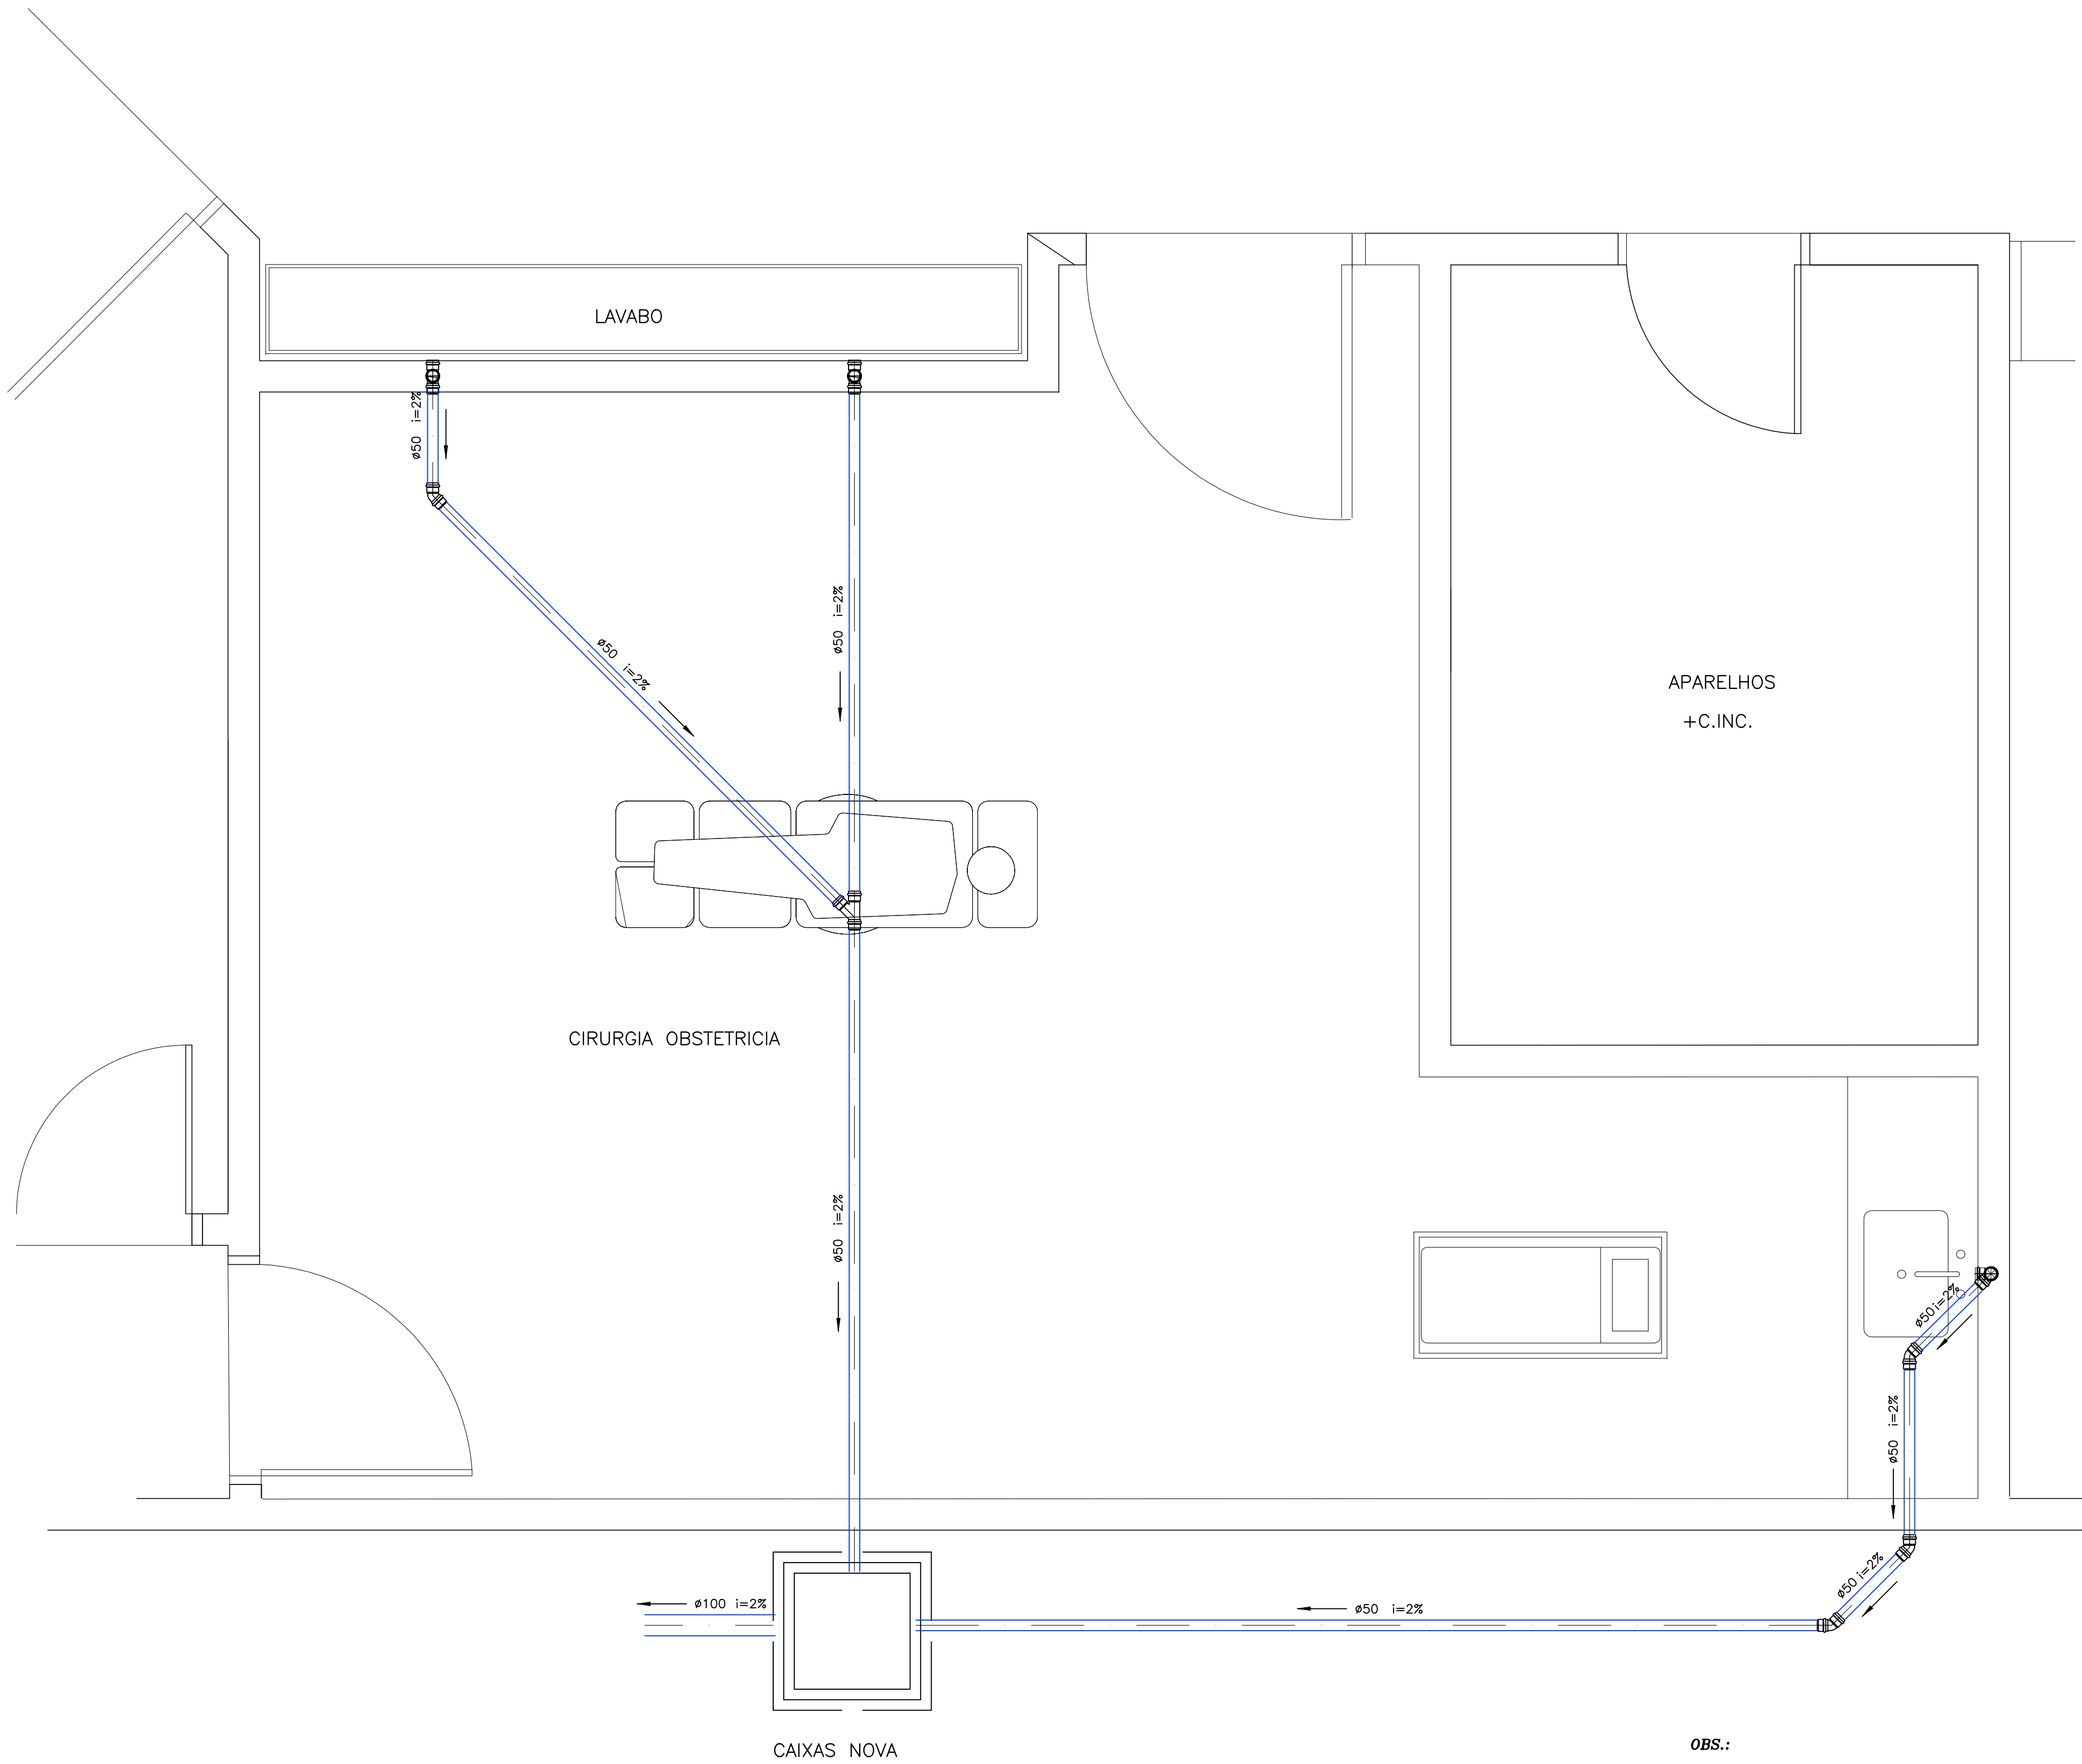 LAVABO
ø50 i=2%
ø50 i=2%
ø50 i=2%
APARELHOS
+C.INC.
CIRURGIA OBSTETRICIA
ø50 i=2%
ø50 i=2%
ø50 i=2%
ø50 i=2%
ø100 i=2%
ø50 i=2%
CAIXAS NOVA
OBS.: